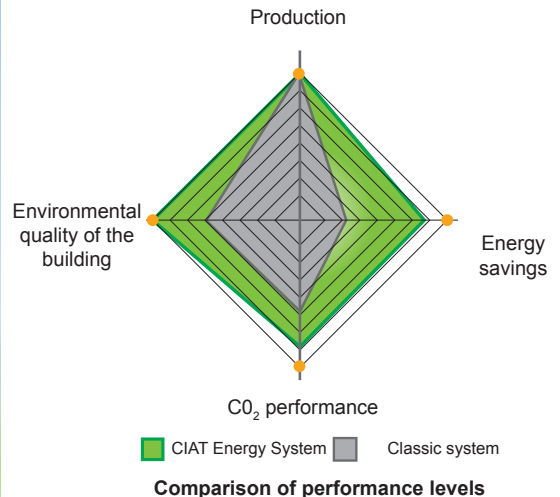 Production
Environmental
quality of the
building
Energy
savings
C0₂ performance
CIAT Energy System
Classic system
Comparison of performance levels